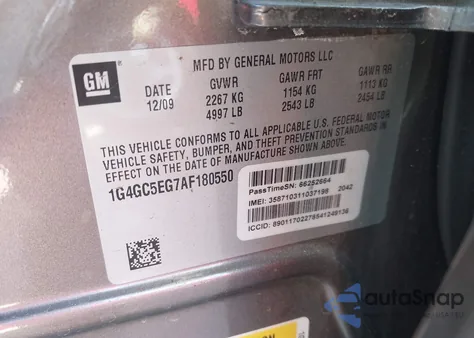 GM
MFD BY GENERAL MOTORS LLC
DATE GVWR GAWR FRT GAWR RR
12/09 2267 KG 1154 KG 1113 KG
4997 LB 2543 LB 2454 LB
THIS VEHICLE CONFORMS TO ALL APPLICABLE U.S. FEDERAL MOTOR
VEHICLE SAFETY, BUMPER, AND THEFT PREVENTION STANDARDS IN
EFFECT ON THE DATE OF MANUFACTURE SHOWN ABOVE.
1G4GC5EG7AF180550
PassTimeSN: 66252664
IMEI: 358710311037198 2042
ICCID: 89011702278541248136
autoSnap